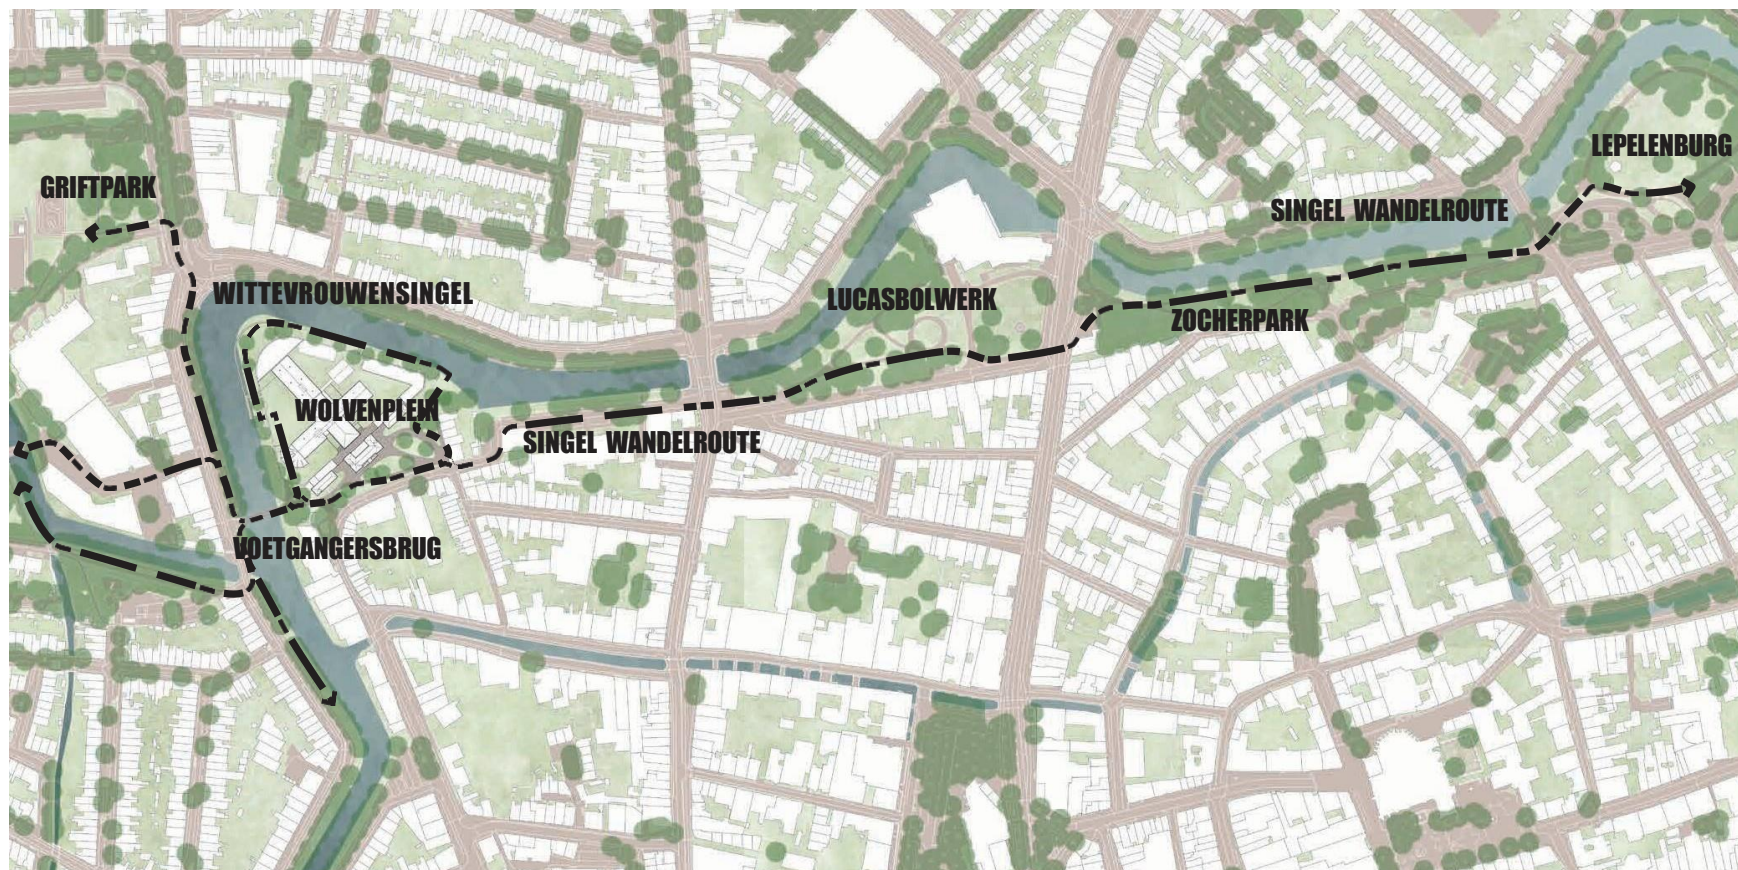 LEPELENBURG
GRIFTPARK
SINGEL WANDELROUTE
WITTEVROUWENSINGEL
LUCASBOLWERK
ZOCHERPARK
WOLVENPLEIN
SINGEL WANDELROUTE
VOETGANGERSBRUG